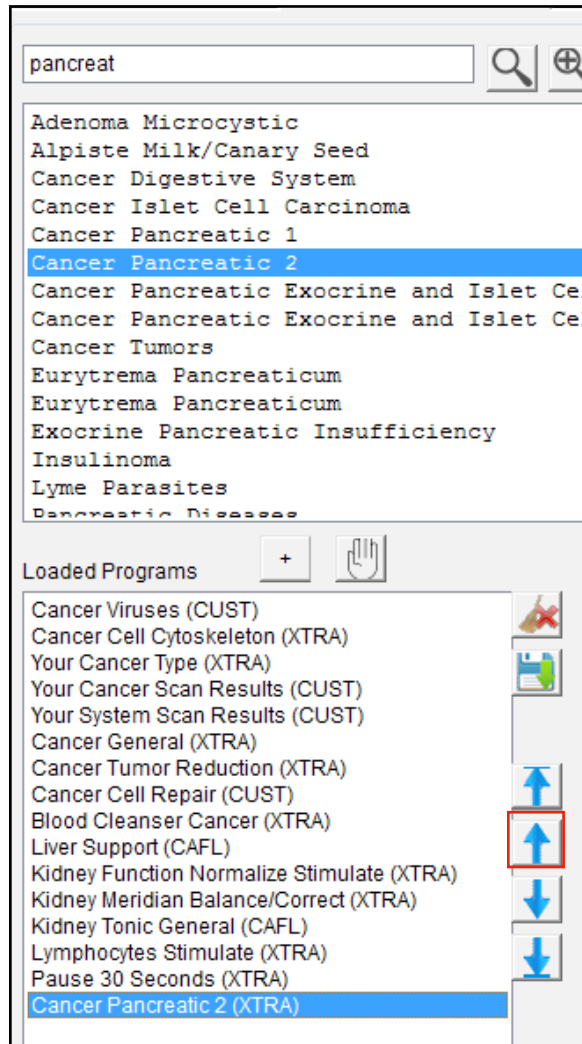 pancreat
Adenoma Microcystic
Alpiste Milk/Canary Seed
Cancer Digestive System
Cancer Islet Cell Carcinoma
Cancer Pancreatic 1
Cancer Pancreatic 2
Cancer Pancreatic Exocrine and Islet Ce
Cancer Pancreatic Exocrine and Islet Ce
Cancer Tumors
Eurytrema Pancreaticum
Eurytrema Pancreaticum
Exocrine Pancreatic Insufficiency
Insulinoma
Lyme Parasites
Pancreatic Diseases
Loaded Programs +
Cancer Viruses (CUST)
Cancer Cell Cytoskeleton (XTRA)
Your Cancer Type (XTRA)
Your Cancer Scan Results (CUST)
Your System Scan Results (CUST)
Cancer General (XTRA)
Cancer Tumor Reduction (XTRA)
Cancer Cell Repair (CUST)
Blood Cleanser Cancer (XTRA)
Liver Support (CAFL)
Kidney Function Normalize Stimulate (XTRA)
Kidney Meridian Balance/Correct (XTRA)
Kidney Tonic General (CAFL)
Lymphocytes Stimulate (XTRA)
Pause 30 Seconds (XTRA)
Cancer Pancreatic 2 (XTRA)